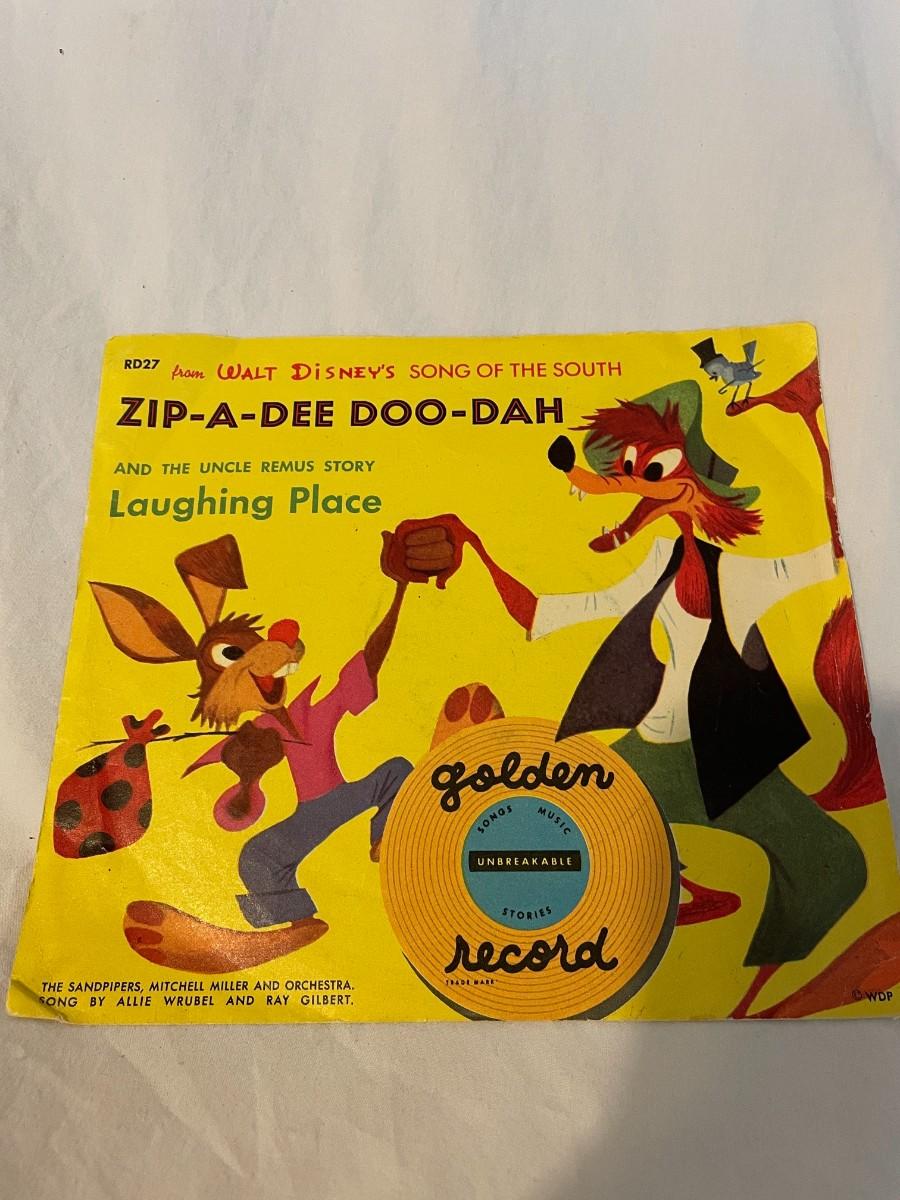 RD27 from WALT DISNEY'S SONG OF THE SOUTH
ZIP-A-DEE DOO-DAH
AND THE UNCLE REMUS STORY
Laughing Place
golden
SONGS MUSIC
UNBREAKABLE
STORIES
record
TRADE MARK
THE SANDPIPERS, MITCHELL MILLER AND ORCHESTRA.
SONG BY ALLIE WRUBEL AND RAY GILBERT.
© WDP